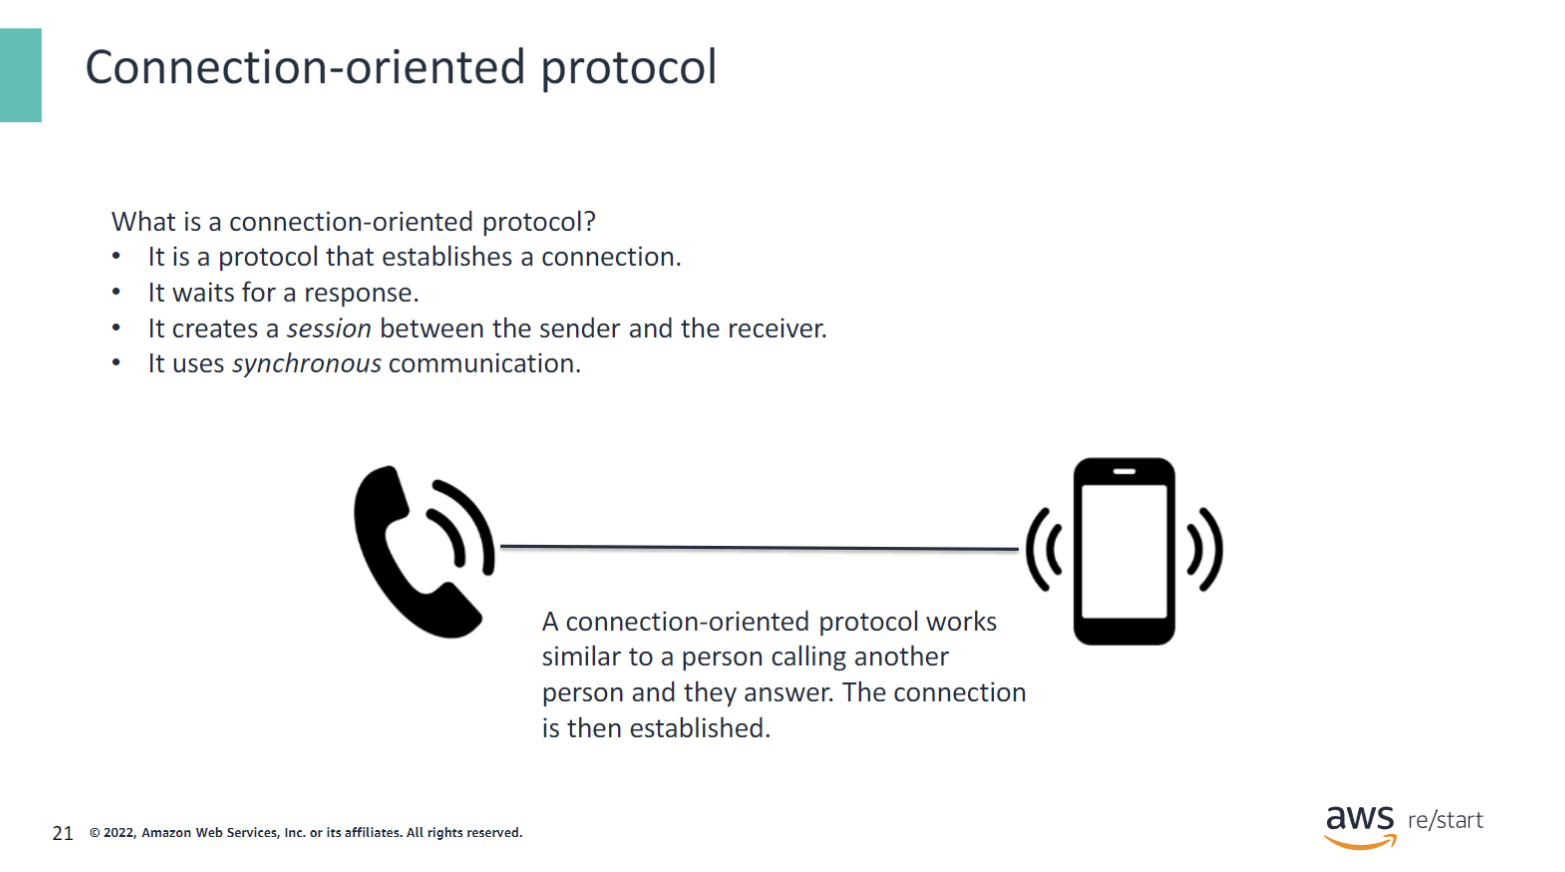 Connection-oriented protocol
What is a connection-oriented protocol?
• It is a protocol that establishes a connection.
• It waits for a response.
• It creates a session between the sender and the receiver.
• It uses synchronous communication.
A connection-oriented protocol works
similar to a person calling another
person and they answer. The connection
is then established.
21 © 2022, Amazon Web Services, Inc. or its affiliates. All rights reserved.
aws re/start